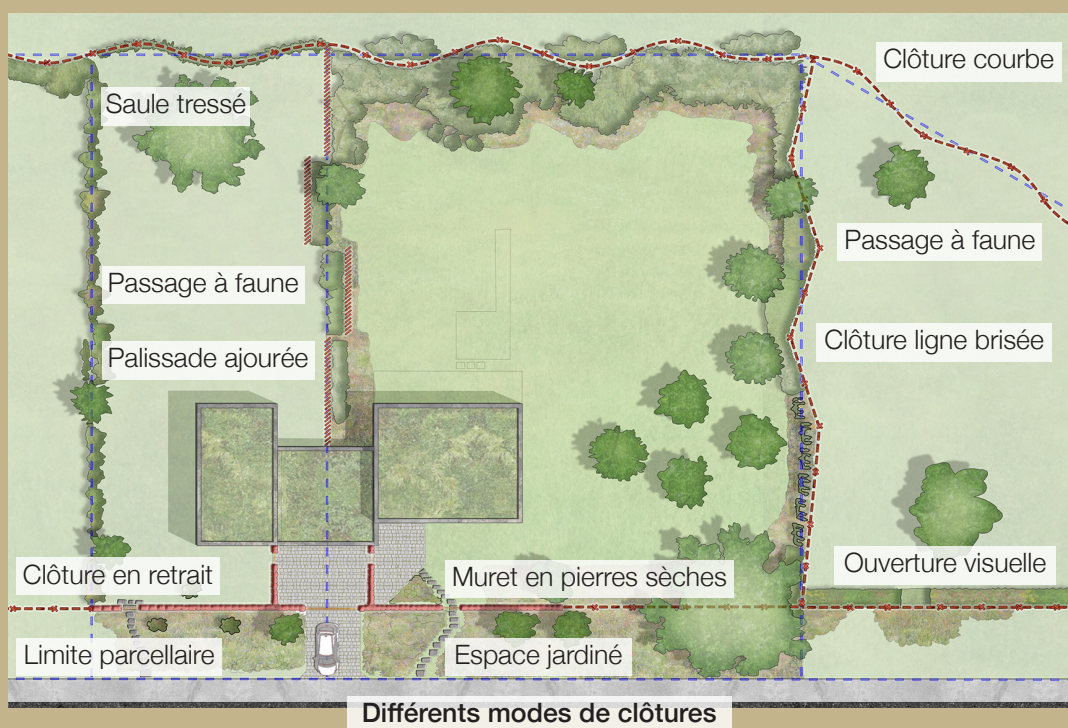 Clôture courbe
Saule tressé
Passage à faune
Passage à faune
Clôture ligne brisée
Palissade ajourée
Ouverture visuelle
Clôture en retrait
Muret en pierres sèches
Limite parcellaire
Espace jardiné
Différents modes de clôtures